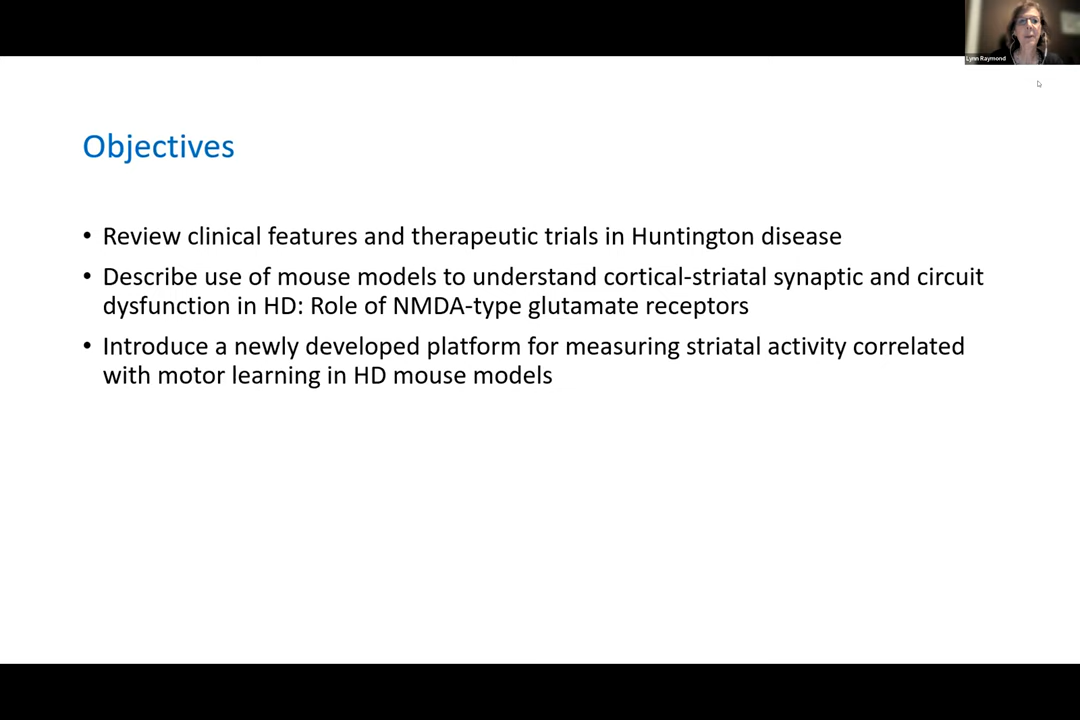 Lynn Raymond
Objectives
• Review clinical features and therapeutic trials in Huntington disease
• Describe use of mouse models to understand cortical-striatal synaptic and circuit
dysfunction in HD: Role of NMDA-type glutamate receptors
• Introduce a newly developed platform for measuring striatal activity correlated
with motor learning in HD mouse models